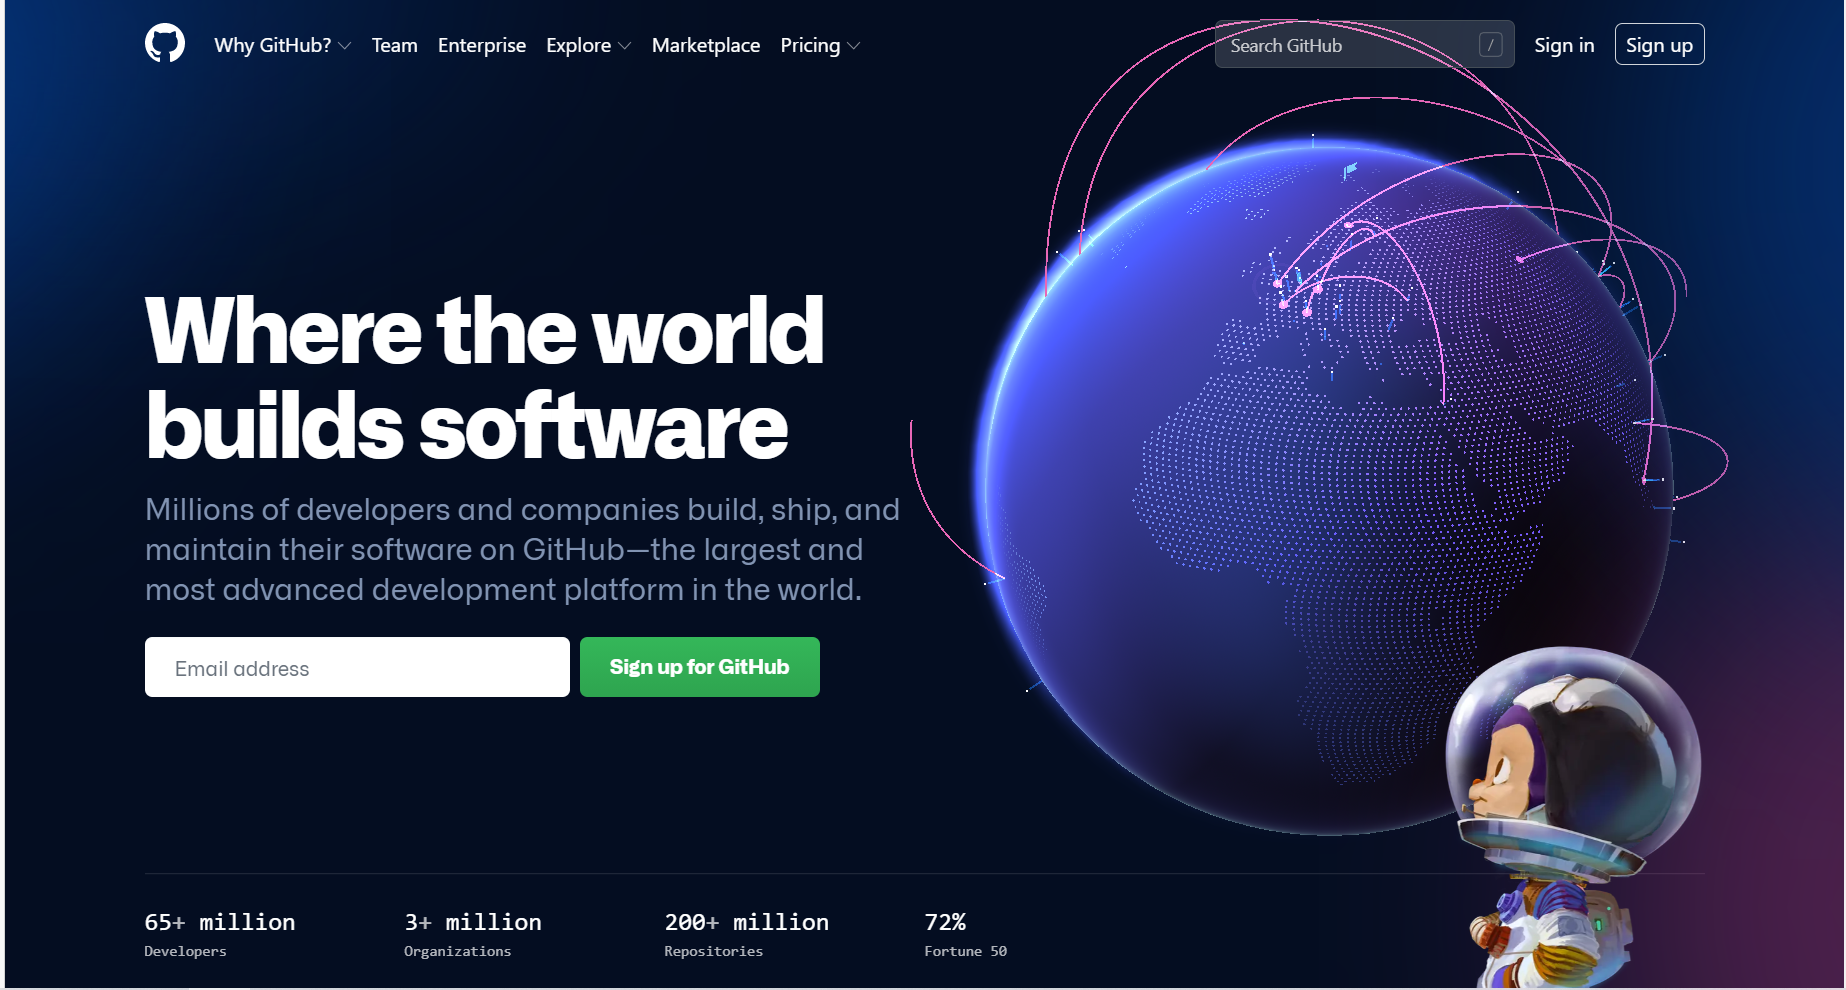 Why GitHub? Team Enterprise Explore Marketplace Pricing Search GitHub / Sign in Sign up
Where the world
builds software
Millions of developers and companies build, ship, and
maintain their software on GitHub—the largest and
most advanced development platform in the world.
Email address Sign up for GitHub
65+ million 3+ million 200+ million 72%
Developers Organizations Repositories Fortune 50